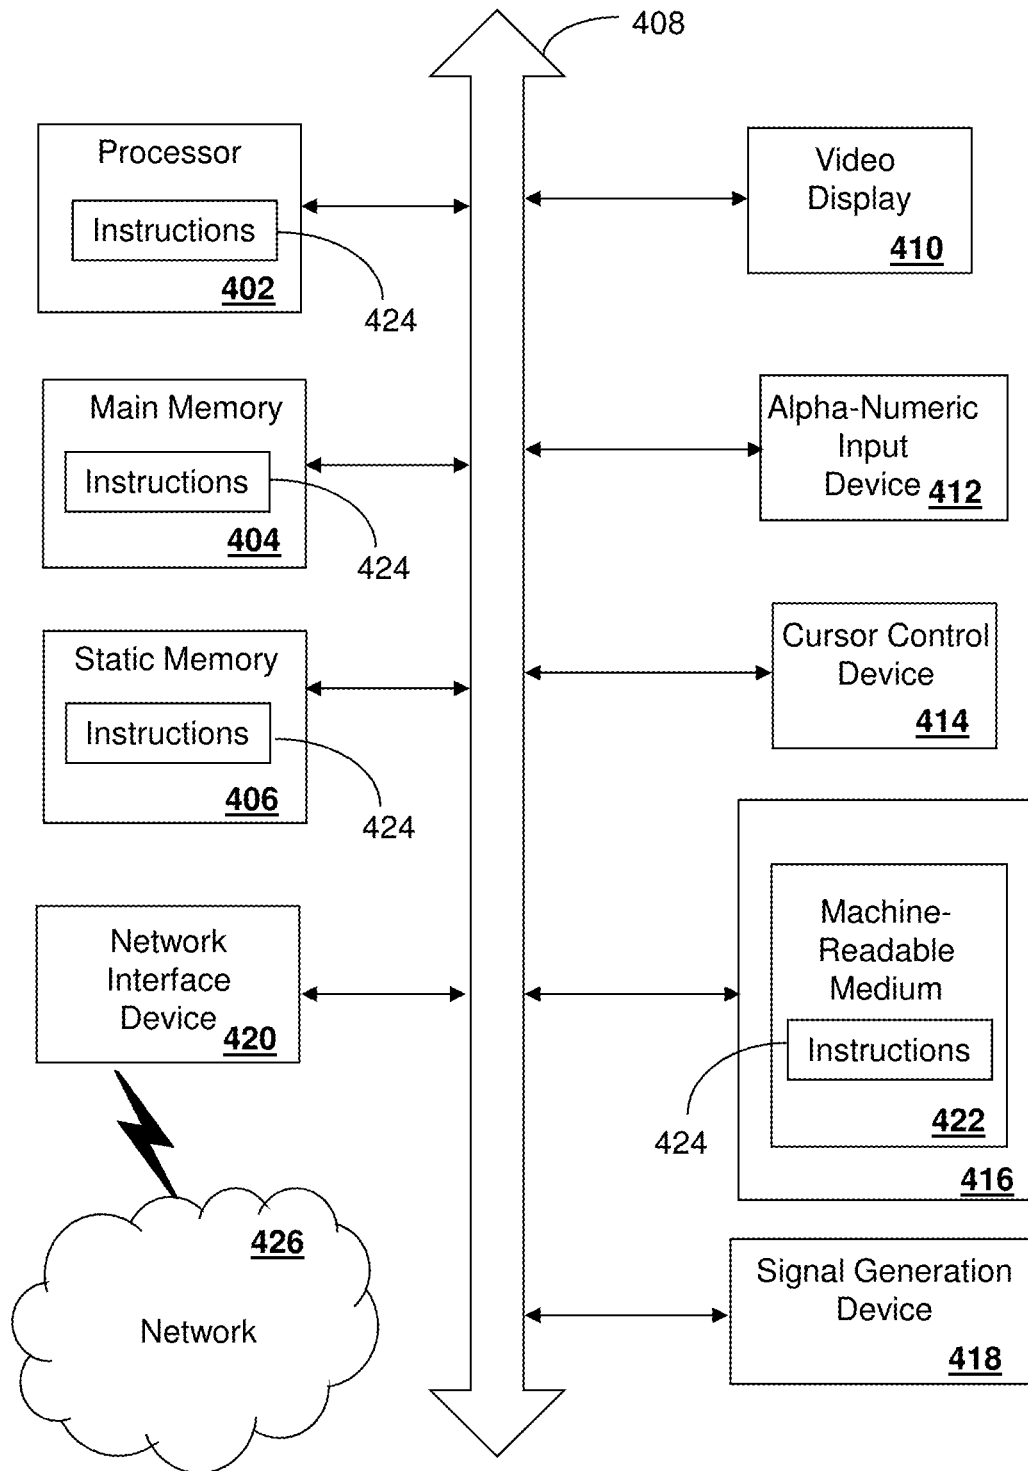 408
Processor
Instructions
402
424
Main Memory
Instructions
404
424
Static Memory
Instructions
406
424
Network
Interface
Device
420
426
Network
Video
Display
410
Alpha-Numeric
Input
Device
412
Cursor Control
Device
414
Machine-
Readable
Medium
Instructions
424
422
416
Signal Generation
Device
418